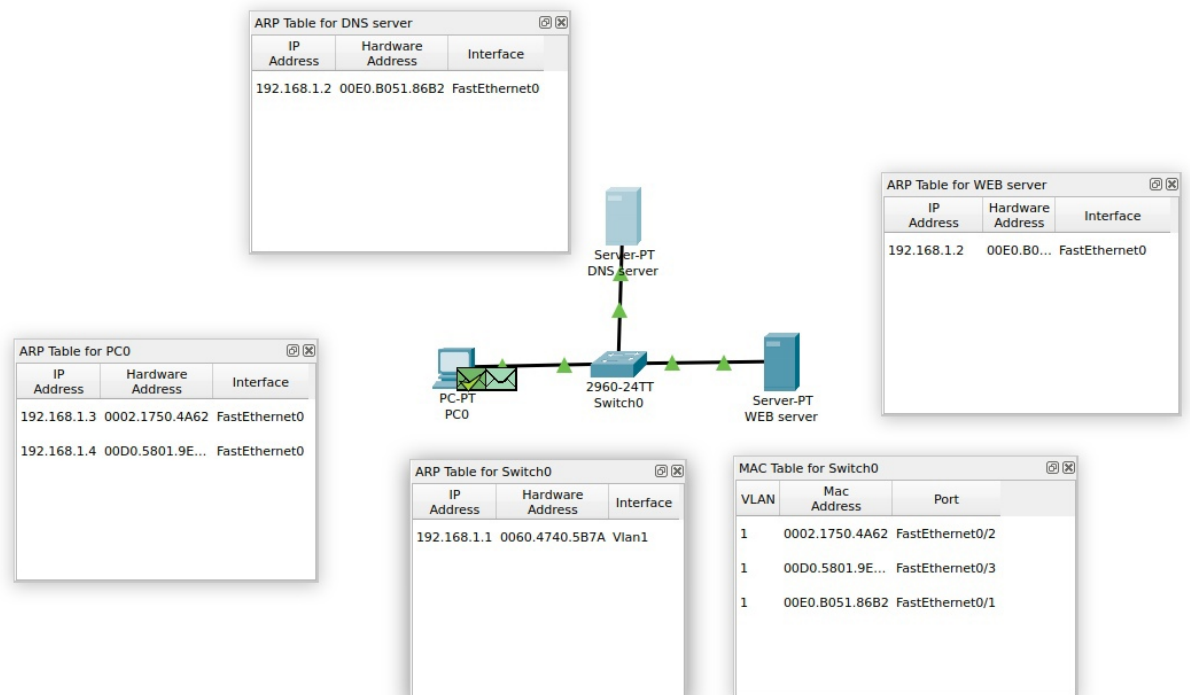 ARP Table for DNS server
IP Address Hardware Address Interface
192.168.1.2 00E0.B051.86B2 FastEthernet0
ARP Table for WEB server
IP Address Hardware Address Interface
192.168.1.2 00E0.B0... FastEthernet0
Server-PT
DNS server
ARP Table for PC0
IP Address Hardware Address Interface
192.168.1.3 0002.1750.4A62 FastEthernet0
192.168.1.4 00D0.5801.9E... FastEthernet0
PC-PT
PC0
2960-24TT
Switch0
Server-PT
WEB server
ARP Table for Switch0
IP Address Hardware Address Interface
192.168.1.1 0060.4740.5B7A Vlan1
MAC Table for Switch0
VLAN Mac Address Port
1 0002.1750.4A62 FastEthernet0/2
1 00D0.5801.9E... FastEthernet0/3
1 00E0.B051.86B2 FastEthernet0/1